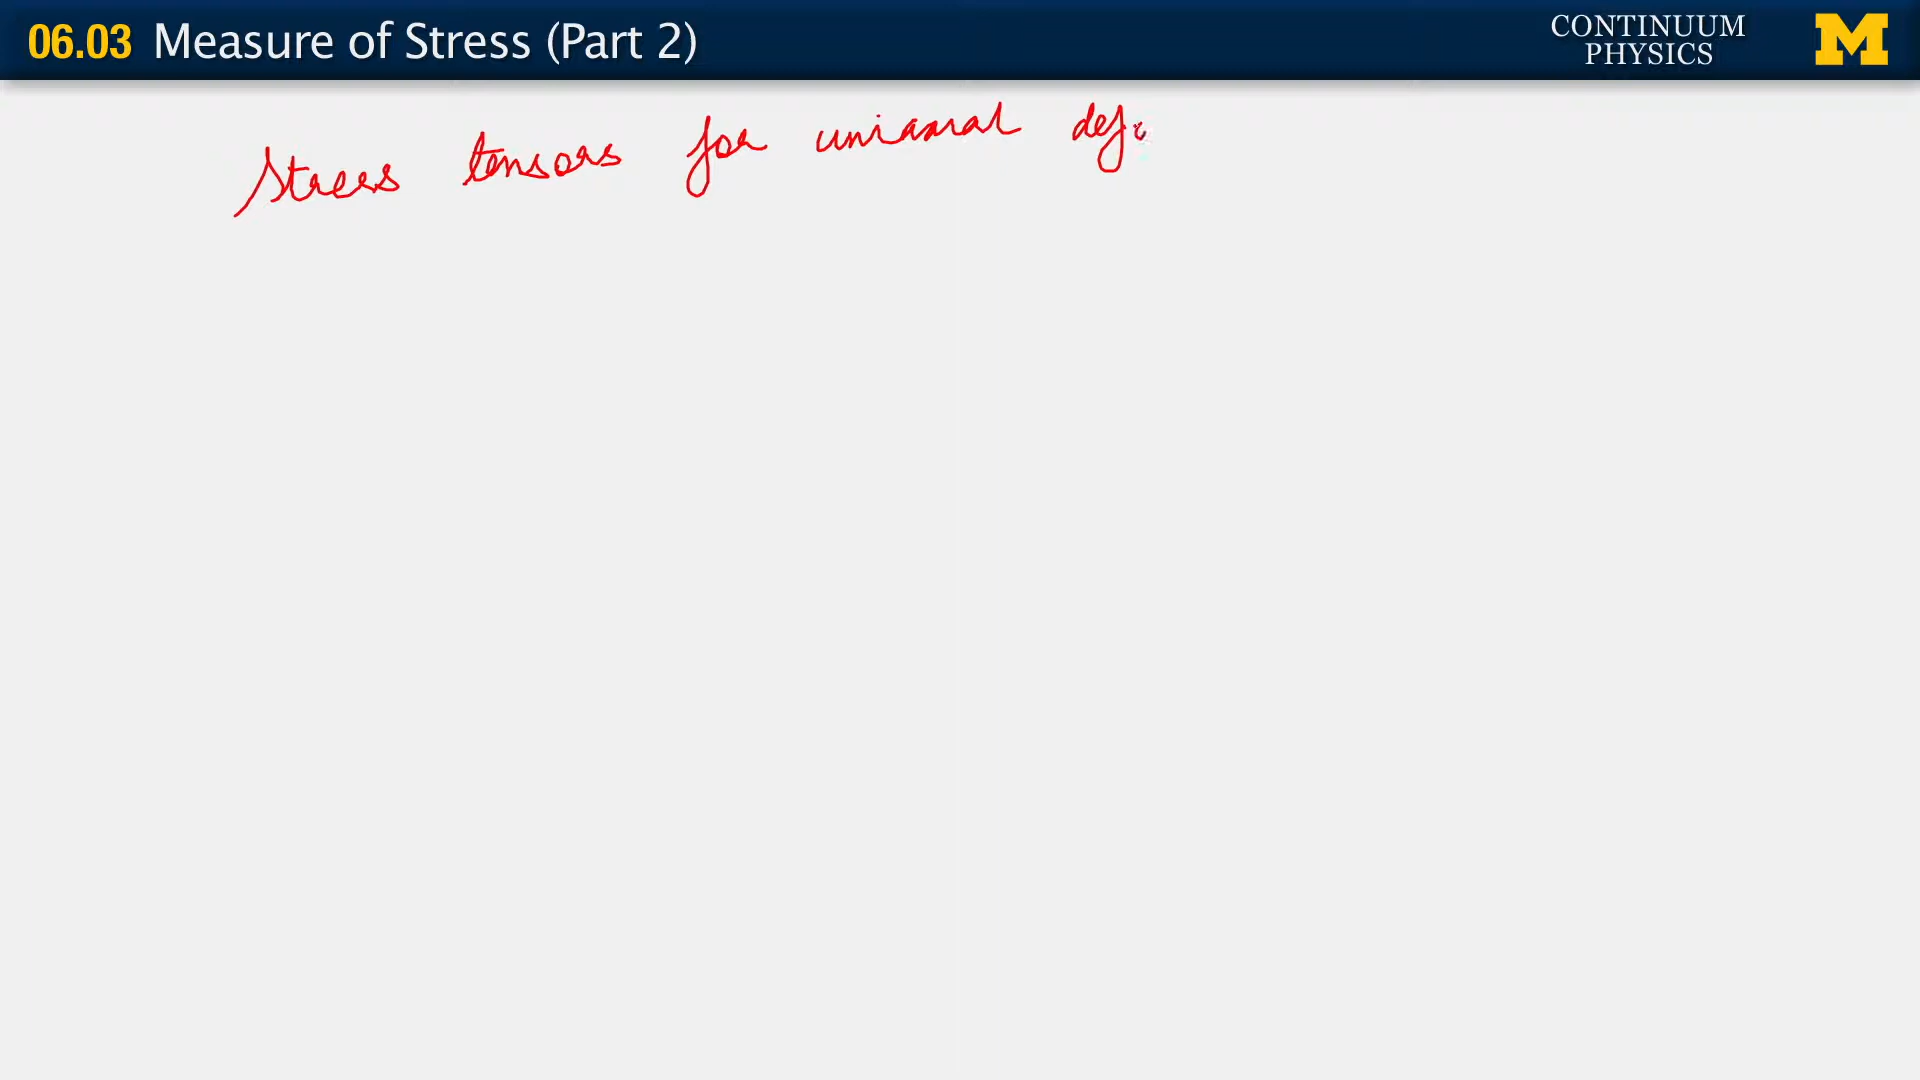 06.03 Measure of Stress (Part 2)
CONTINUUM
PHYSICS
M
Stress tensors for uniaxial def